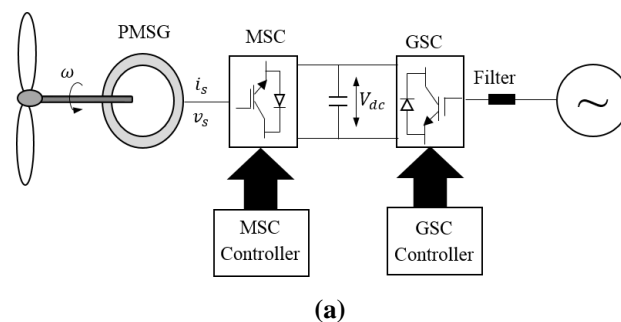 PMSG
MSC
GSC
ω
i_s
v_s
V_dc
Filter
~
MSC
Controller
GSC
Controller
(a)